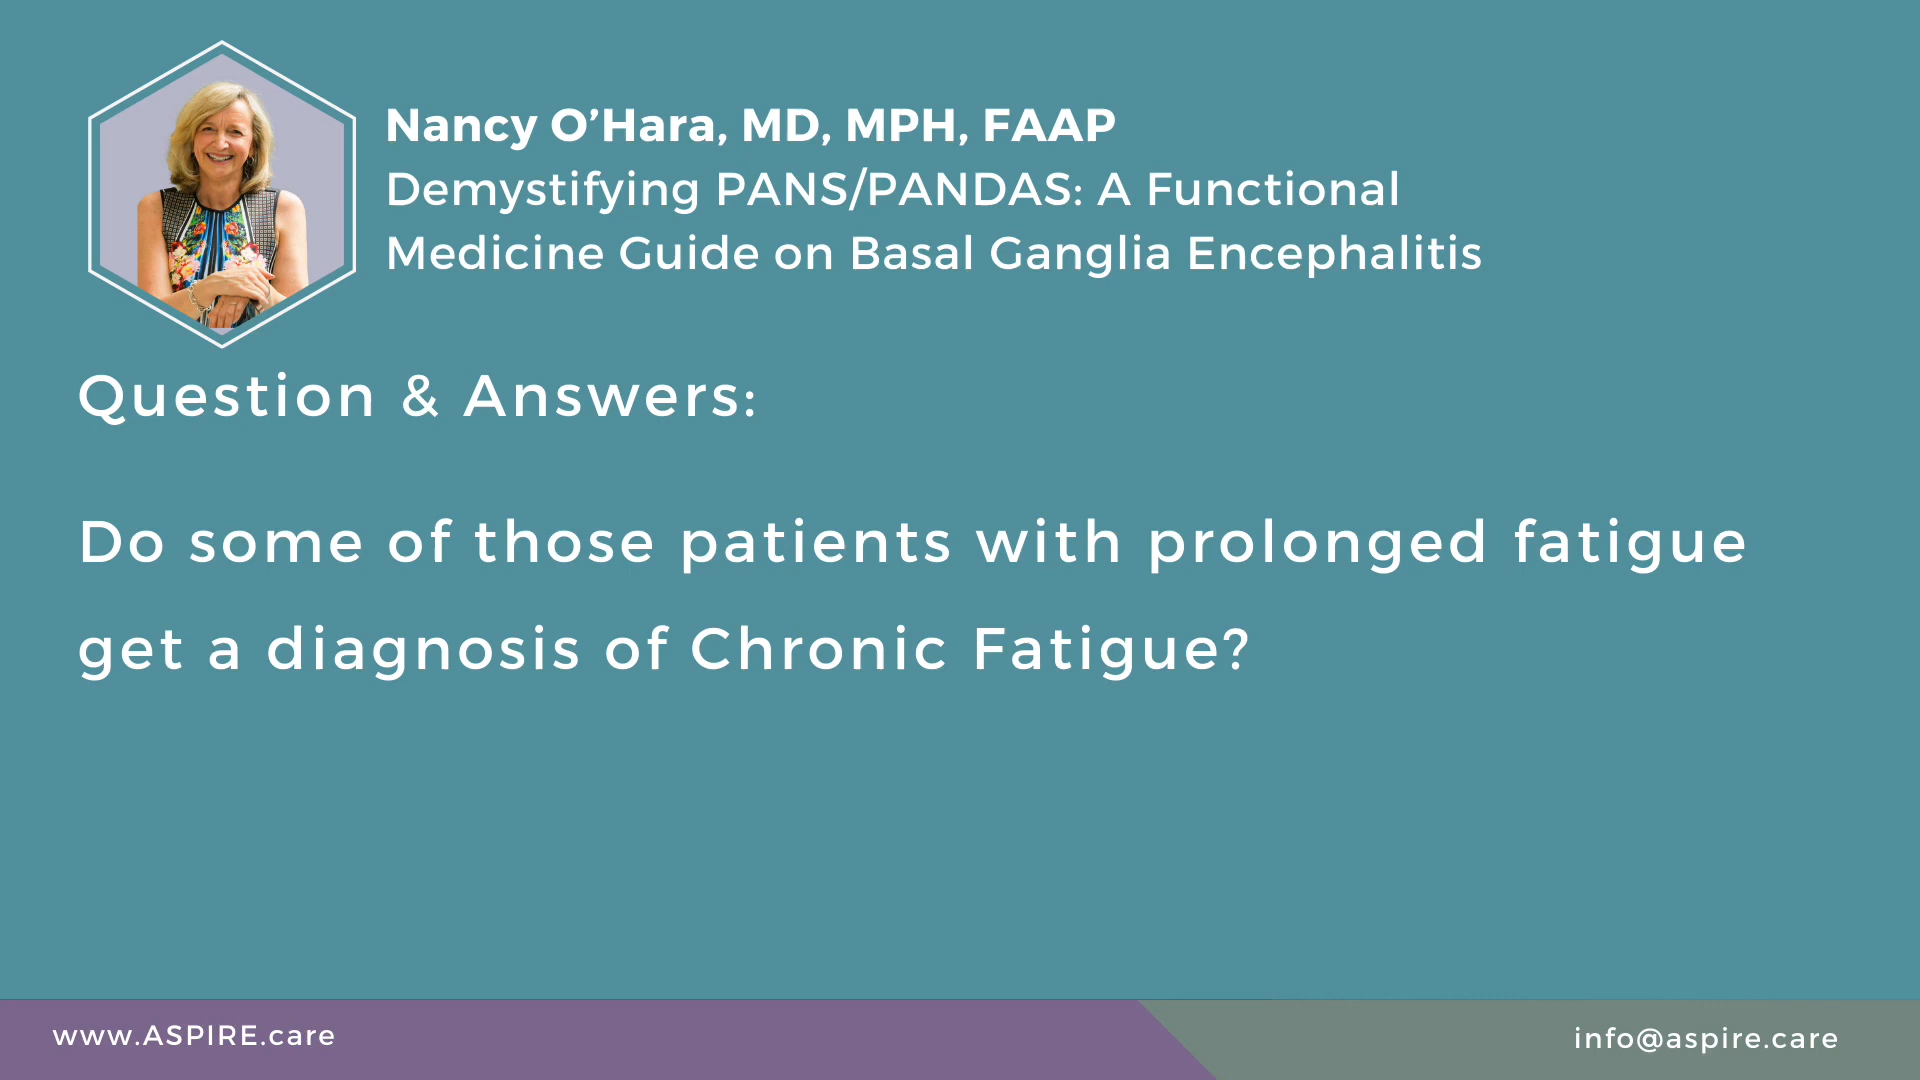 Nancy O’Hara, MD, MPH, FAAP
Demystifying PANS/PANDAS: A Functional
Medicine Guide on Basal Ganglia Encephalitis
Question & Answers:
Do some of those patients with prolonged fatigue
get a diagnosis of Chronic Fatigue?
www.ASPIRE.care
info@aspire.care